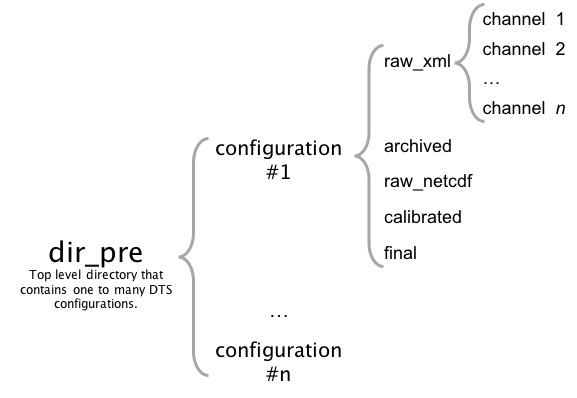 dir_pre
Top level directory that
contains one to many DTS
configurations.
configuration
#1
...
configuration
#n
raw_xml
archived
raw_netcdf
calibrated
final
channel 1
channel 2
...
channel n